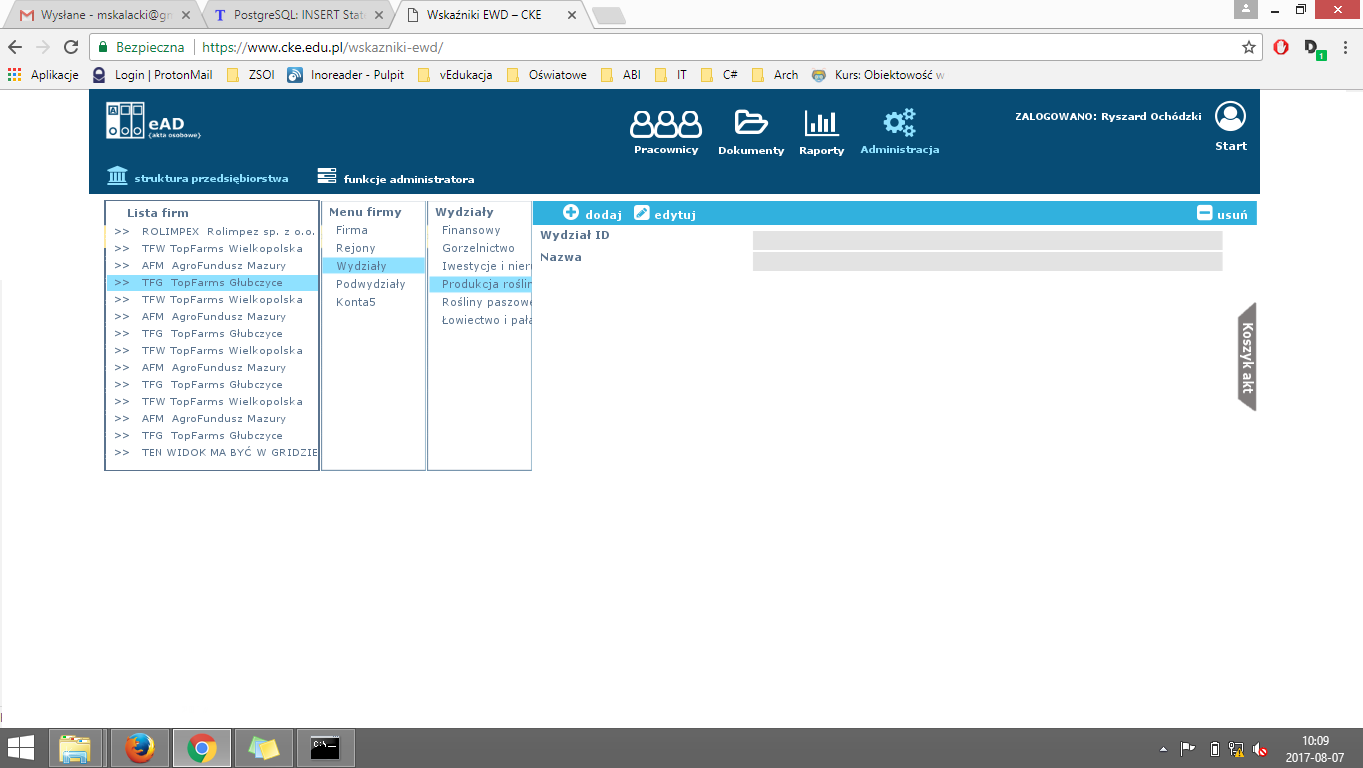 Wysłane - mskalacki@gm
PostgreSQL: INSERT Stat
Wskaźniki EWD – CKE
Bezpieczna
https://www.cke.edu.pl/wskazniki-ewd/
Aplikacje
Login | ProtonMail
ZSOI
Inoreader - Pulpit
vEdukacja
Oświatowe
ABI
IT
C#
Arch
Kurs: Obiektowość w
1
eAD
{akta osobowe}
Pracownicy
Dokumenty
Raporty
Administracja
ZALOGOWANO: Ryszard Ochódzki
Start
struktura przedsiębiorstwa
funkcje administratora
Lista firm
>> ROLIMPEX Rolimpez sp. z o.o.
>> TFW TopFarms Wielkopolska
>> AFM AgroFundusz Mazury
>> TFG TopFarms Głubczyce
>> TFW TopFarms Wielkopolska
>> AFM AgroFundusz Mazury
>> TFG TopFarms Głubczyce
>> TFW TopFarms Wielkopolska
>> AFM AgroFundusz Mazury
>> TFG TopFarms Głubczyce
>> TFW TopFarms Wielkopolska
>> AFM AgroFundusz Mazury
>> TFG TopFarms Głubczyce
>> TEN WIDOK MA BYĆ W GRIDZIE
Menu firmy
Firma
Rejony
Wydziały
Podwydziały
Konta5
Wydziały
Finansowy
Gorzelnictwo
Iwestycje i nier
Produkcja roślin
Rośliny paszowe
Łowiectwo i pała
dodaj
edytuj
usuń
Wydział ID
Nazwa
Koszyk akt
10:09
2017-08-07